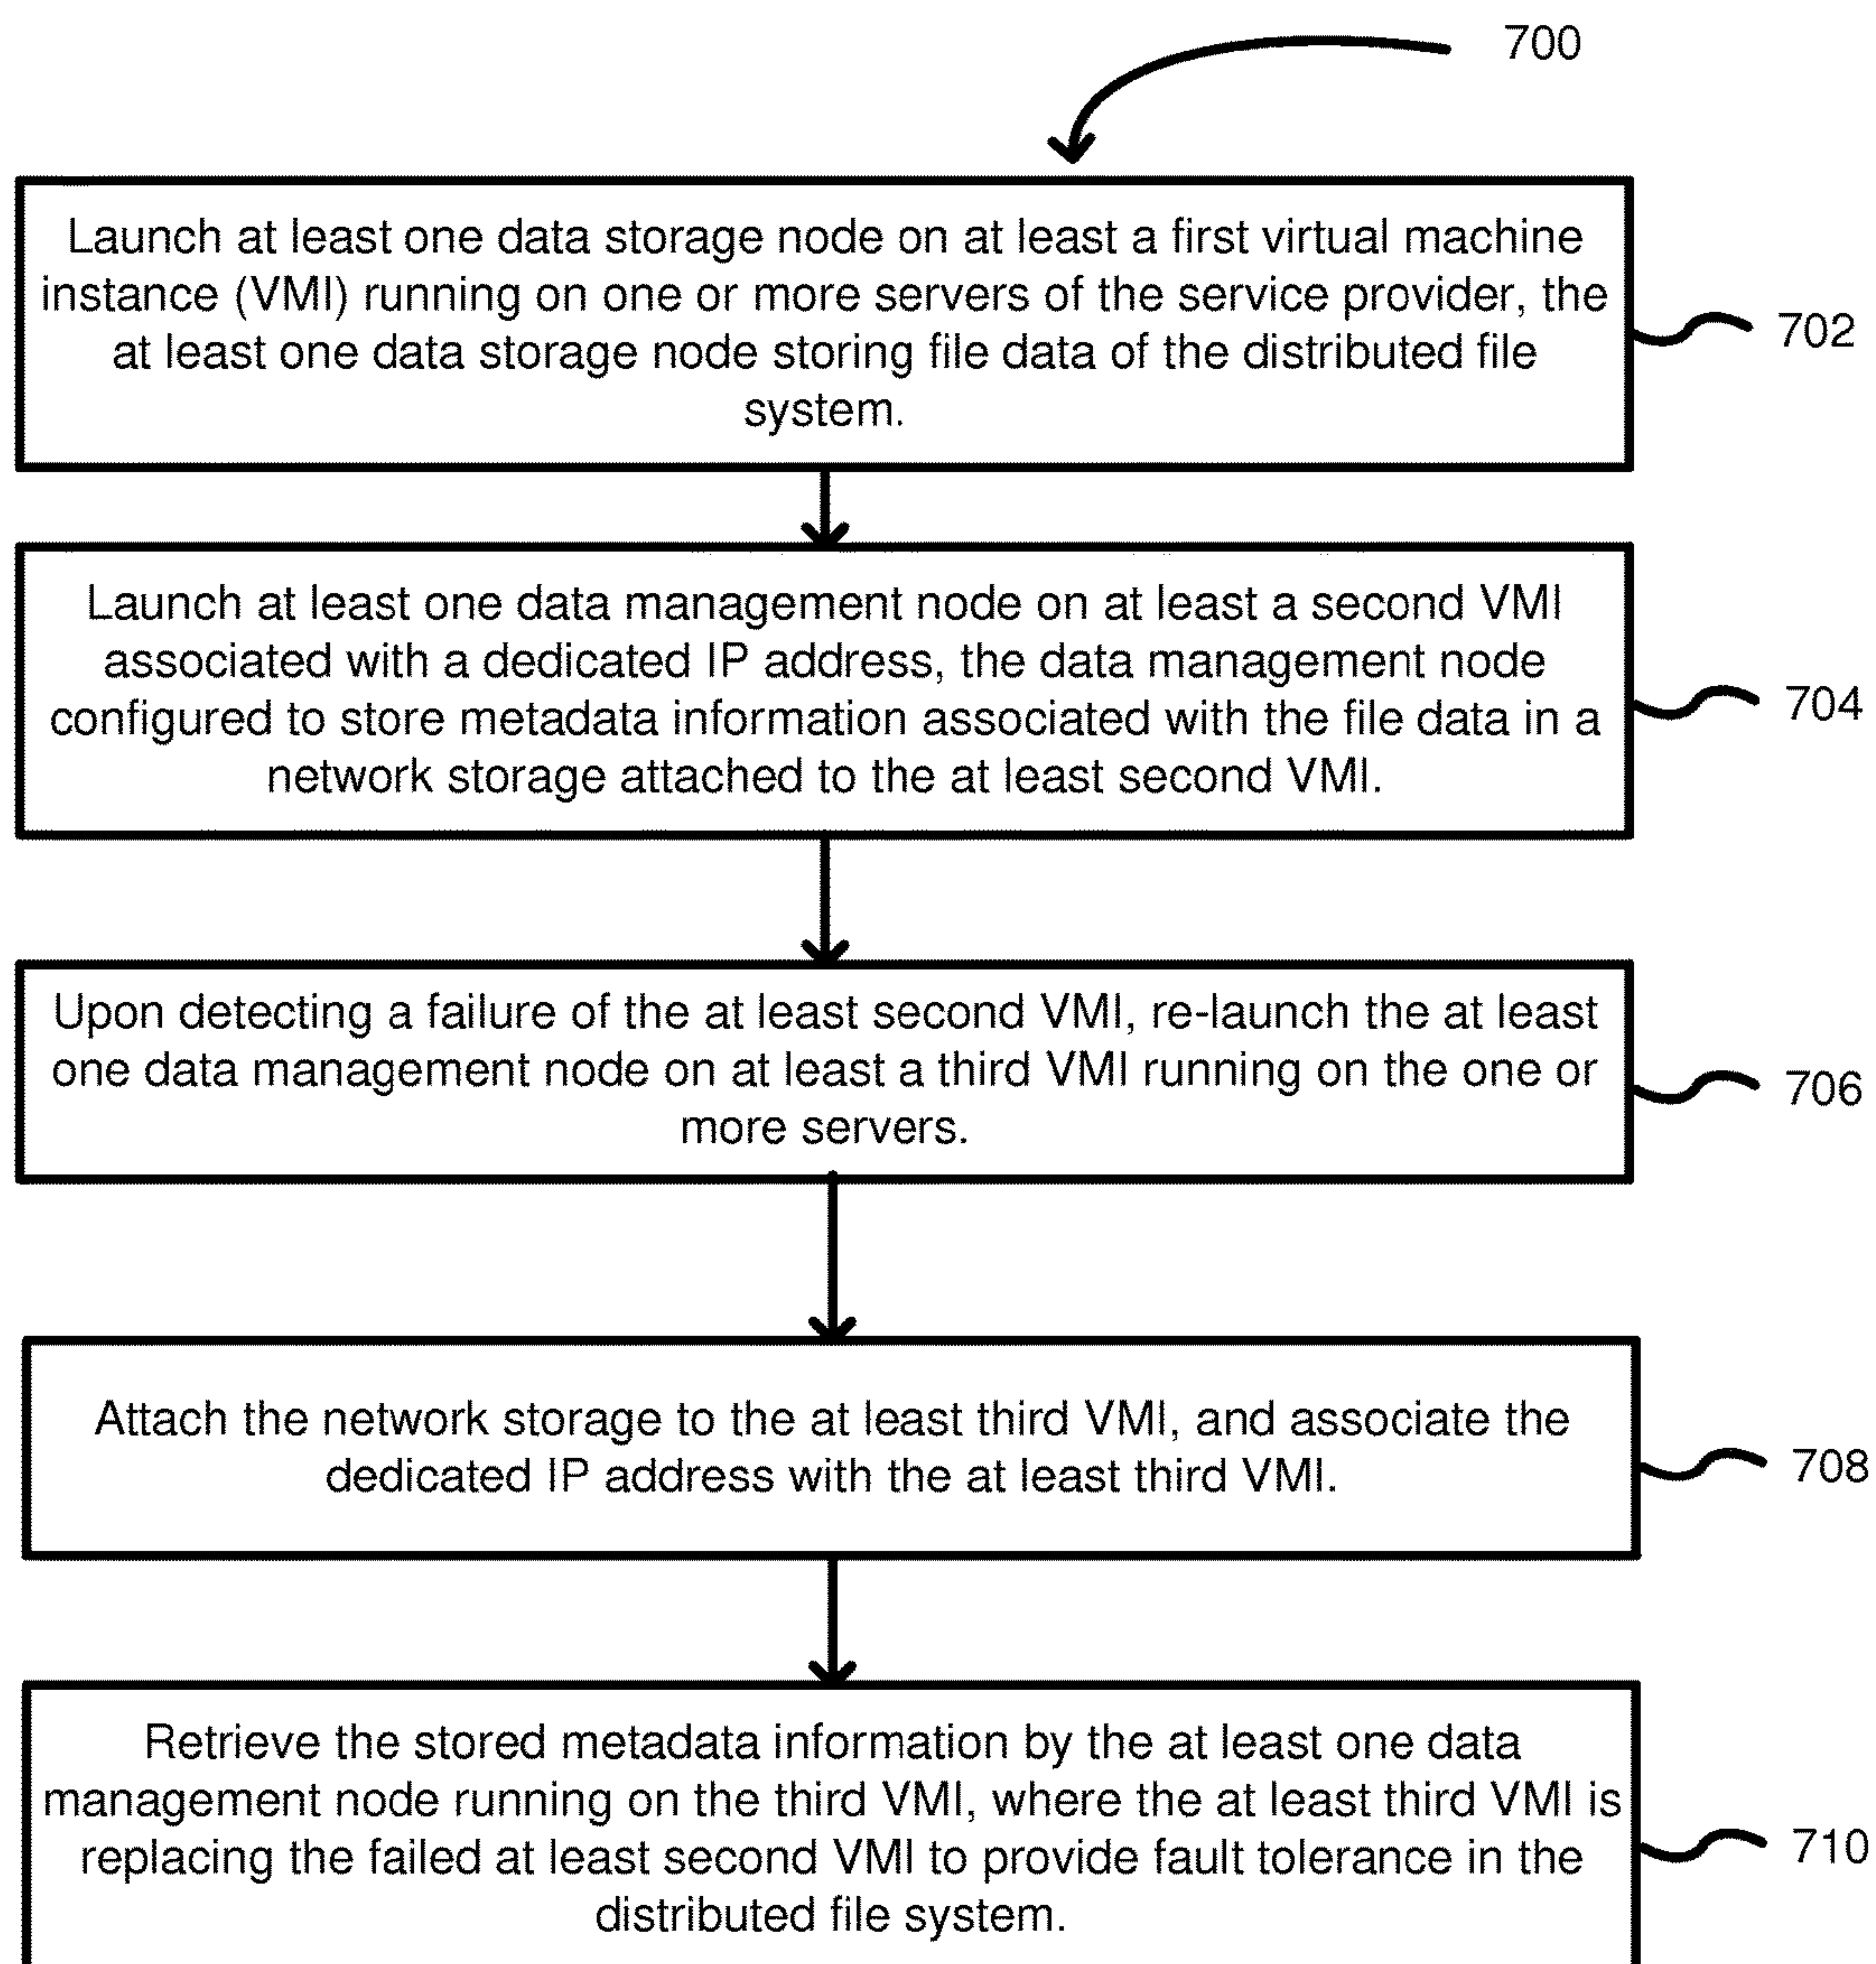 700
Launch at least one data storage node on at least a first virtual machine
instance (VMI) running on one or more servers of the service provider, the
at least one data storage node storing file data of the distributed file
system.
702
Launch at least one data management node on at least a second VMI
associated with a dedicated IP address, the data management node
configured to store metadata information associated with the file data in a
network storage attached to the at least second VMI.
704
Upon detecting a failure of the at least second VMI, re-launch the at least
one data management node on at least a third VMI running on the one or
more servers.
706
Attach the network storage to the at least third VMI, and associate the
dedicated IP address with the at least third VMI.
708
Retrieve the stored metadata information by the at least one data
management node running on the third VMI, where the at least third VMI is
replacing the failed at least second VMI to provide fault tolerance in the
distributed file system.
710